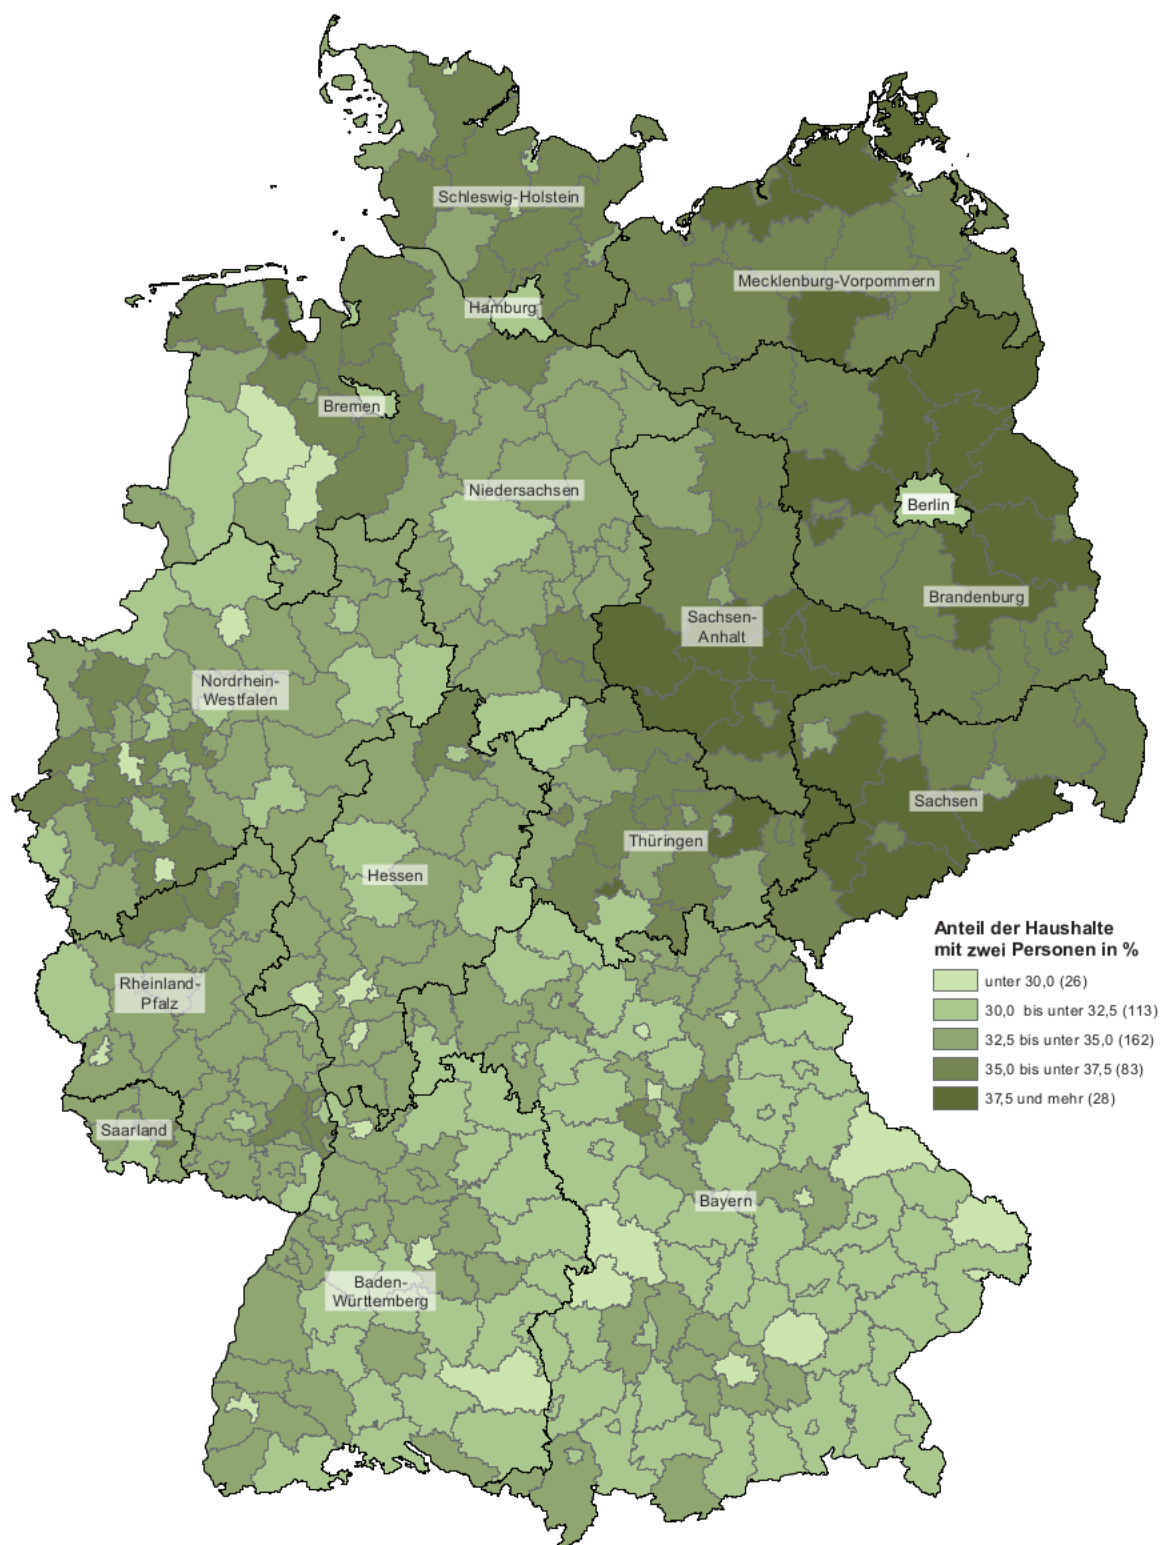 Schleswig-Holstein
Mecklenburg-Vorpommern
Hamburg
Bremen
Niedersachsen
Berlin
Brandenburg
Sachsen-
Anhalt
Nordrhein-
Westfalen
Sachsen
Thüringen
Hessen
Rheinland-
Pfalz
Saarland
Bayern
Baden-
Württemberg
Anteil der Haushalte
mit zwei Personen in %
unter 30,0 (26)
30,0 bis unter 32,5 (113)
32,5 bis unter 35,0 (162)
35,0 bis unter 37,5 (83)
37,5 und mehr (28)